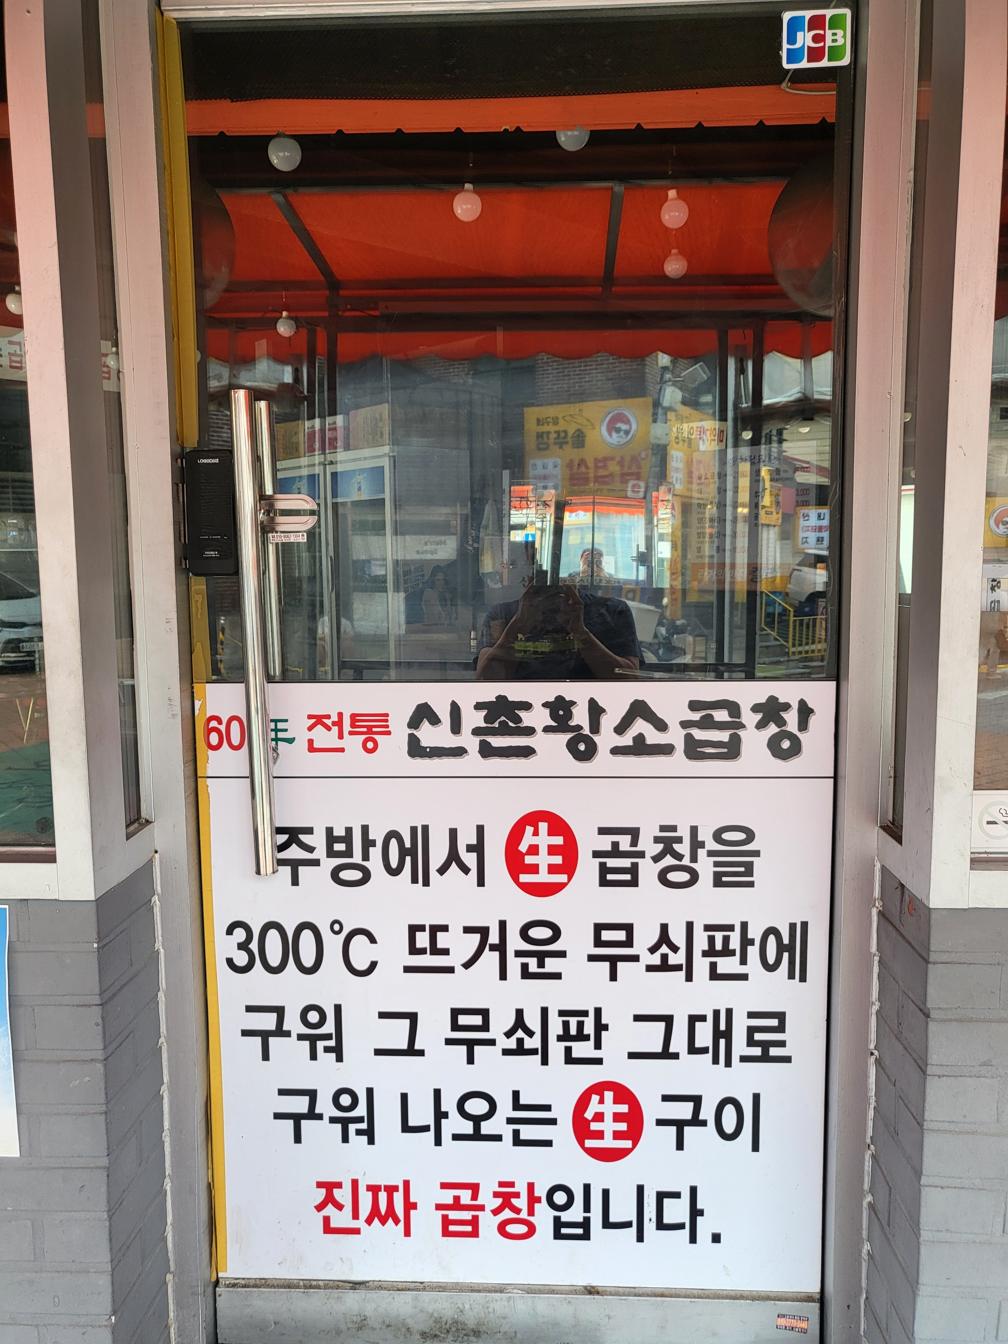 JCB
60年 전통 신촌황소곱창
주방에서 生 곱창을
300℃ 뜨거운 무쇠판에
구워 그 무쇠판 그대로
구워 나오는 生 구이
진짜 곱창입니다.